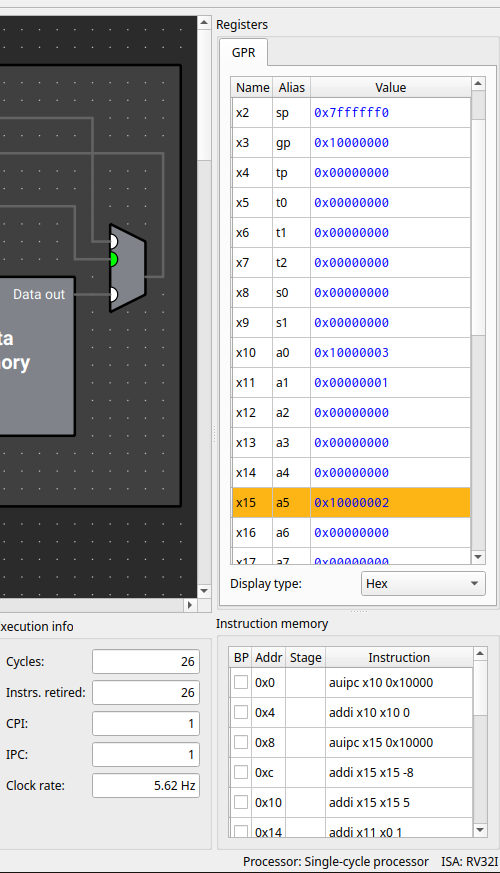 Registers
GPR
Name Alias Value
x2 sp 0x7ffffff0
x3 gp 0x10000000
x4 tp 0x00000000
x5 t0 0x00000000
x6 t1 0x00000000
x7 t2 0x00000000
x8 s0 0x00000000
x9 s1 0x00000000
x10 a0 0x10000003
x11 a1 0x00000001
x12 a2 0x00000000
x13 a3 0x00000000
x14 a4 0x00000000
x15 a5 0x10000002
x16 a6 0x00000000
x17 a7 0x00000000
Display type: Hex
Data out
ta
ory
xecution info
Cycles: 26
Instrs. retired: 26
CPI: 1
IPC: 1
Clock rate: 5.62 Hz
Instruction memory
BP Addr Stage Instruction
0x0 auipc x10 0x10000
0x4 addi x10 x10 0
0x8 auipc x15 0x10000
0xc addi x15 x15 -8
0x10 addi x15 x15 5
0x14 addi x11 x0 1
Processor: Single-cycle processor ISA: RV32I